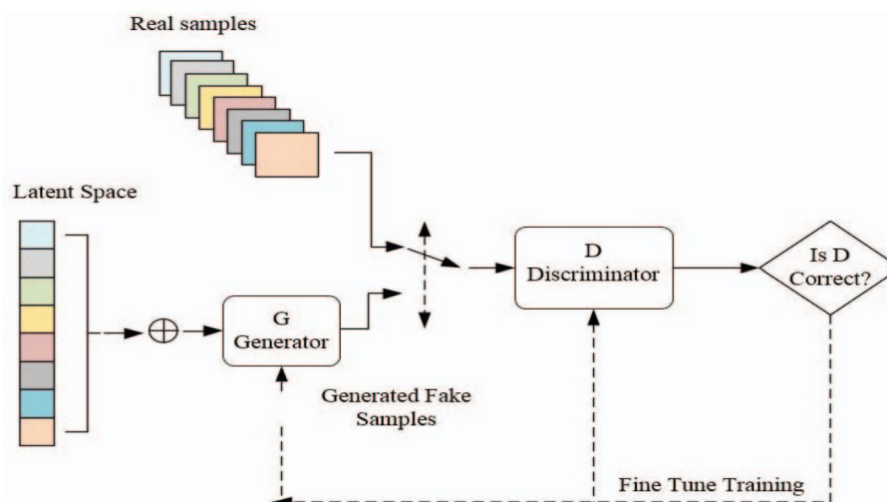 Real samples
Latent Space
G
Generator
D
Discriminator
Is D
Correct?
Generated Fake
Samples
Fine Tune Training